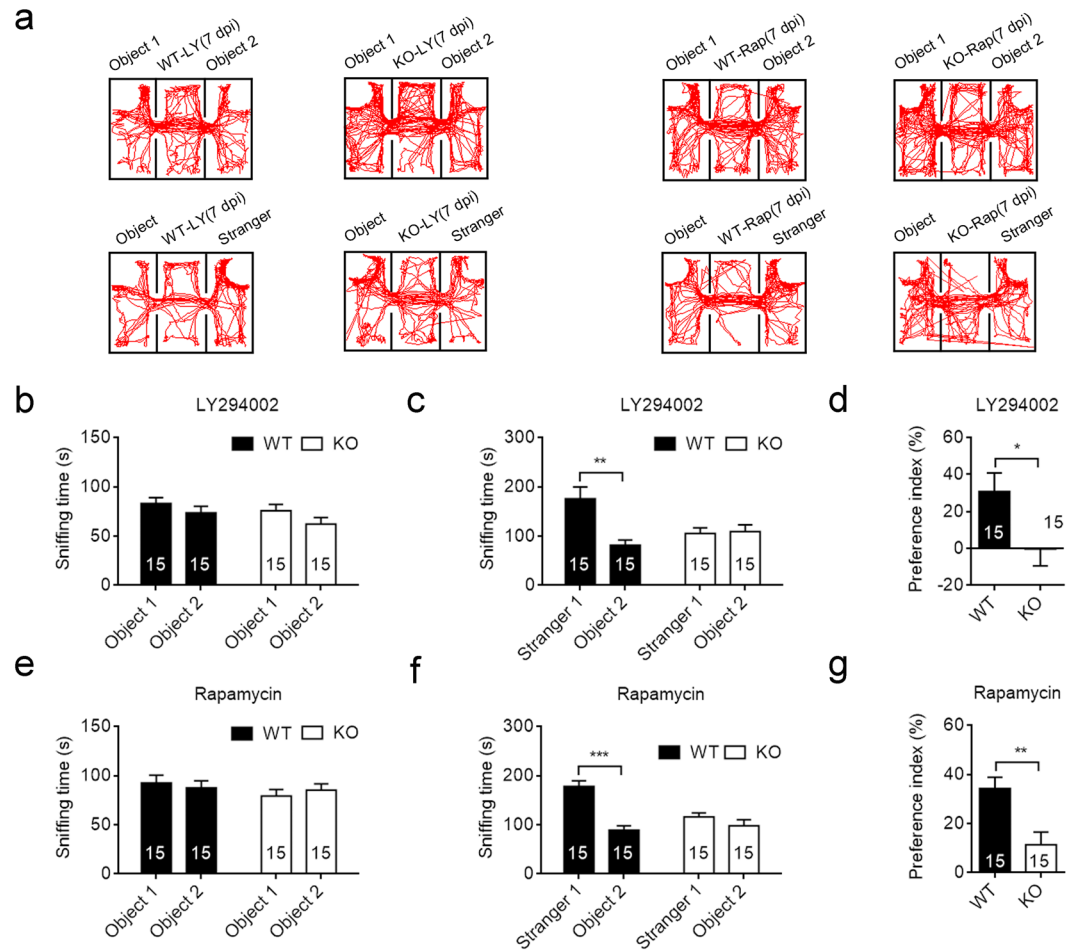 a
Object 1 WT-LY(7 dpi) Object 2
Object 1 KO-LY(7 dpi) Object 2
Object 1 WT-Rap(7 dpi) Object 2
Object 1 KO-Rap(7 dpi) Object 2
Object WT-LY(7 dpi) Stranger
Object KO-LY(7 dpi) Stranger
Object WT-Rap(7 dpi) Stranger
Object KO-Rap(7 dpi) Stranger
b
LY294002
Sniffing time (s)
150
100
50
0
WT KO
15 15 15 15
Object 1 Object 2 Object 1 Object 2
c
LY294002
Sniffing time (s)
300
200
100
0
WT KO
**
15 15 15 15
Stranger 1 Object 2 Stranger 1 Object 2
d
LY294002
Preference index (%)
60
40
20
0
-20
*
15 15
WT KO
e
Rapamycin
Sniffing time (s)
150
100
50
0
WT KO
15 15 15 15
Object 1 Object 2 Object 1 Object 2
f
Rapamycin
Sniffing time (s)
300
200
100
0
WT KO
***
15 15 15 15
Stranger 1 Object 2 Stranger 1 Object 2
g
Rapamycin
Preference index (%)
60
40
20
0
**
15 15
WT KO